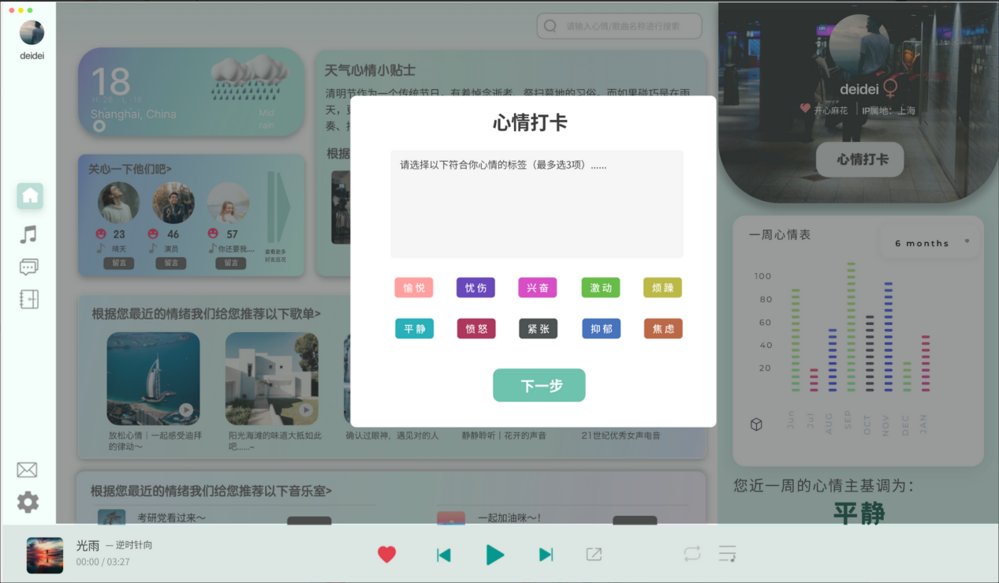 deidei
请输入心情/歌曲名称进行搜索
18
H: 26 L: 16
Shanghai, China
Mid
rain
天气心情小贴士
清明节作为一个传统节日，有着悼念逝者、祭扫墓地的习俗。而如果碰巧是在雨
天，
奏、
根据
关心一下他们吧>
23
46
57
晴天
演员
你还要我....
留言
留言
留言
查看更多
好友近况
心情打卡
请选择以下符合你心情的标签（最多选3项）......
愉悦
忧伤
兴奋
激动
烦躁
平静
愤怒
紧张
抑郁
焦虑
下一步
deidei
开心麻花
IP属地：上海
心情打卡
一周心情表
6 months
100
80
60
40
20
Jun
Jul
AUG
SEP
OCT
NOV
DEC
JAN
您近一周的心情主基调为：
平静
根据您最近的情绪我们给您推荐以下歌单>
放松心情｜一起感受迪拜
的律动～
阳光海滩的味道大抵如此
吧......~
确认过眼神，遇见对的人
静静聆听｜花开的声音
21世纪优秀女声电音
根据您最近的情绪我们给您推荐以下音乐室>
考研党看过来～
一起加油咪～！
光雨 －逆时针向
00:00 / 03:27